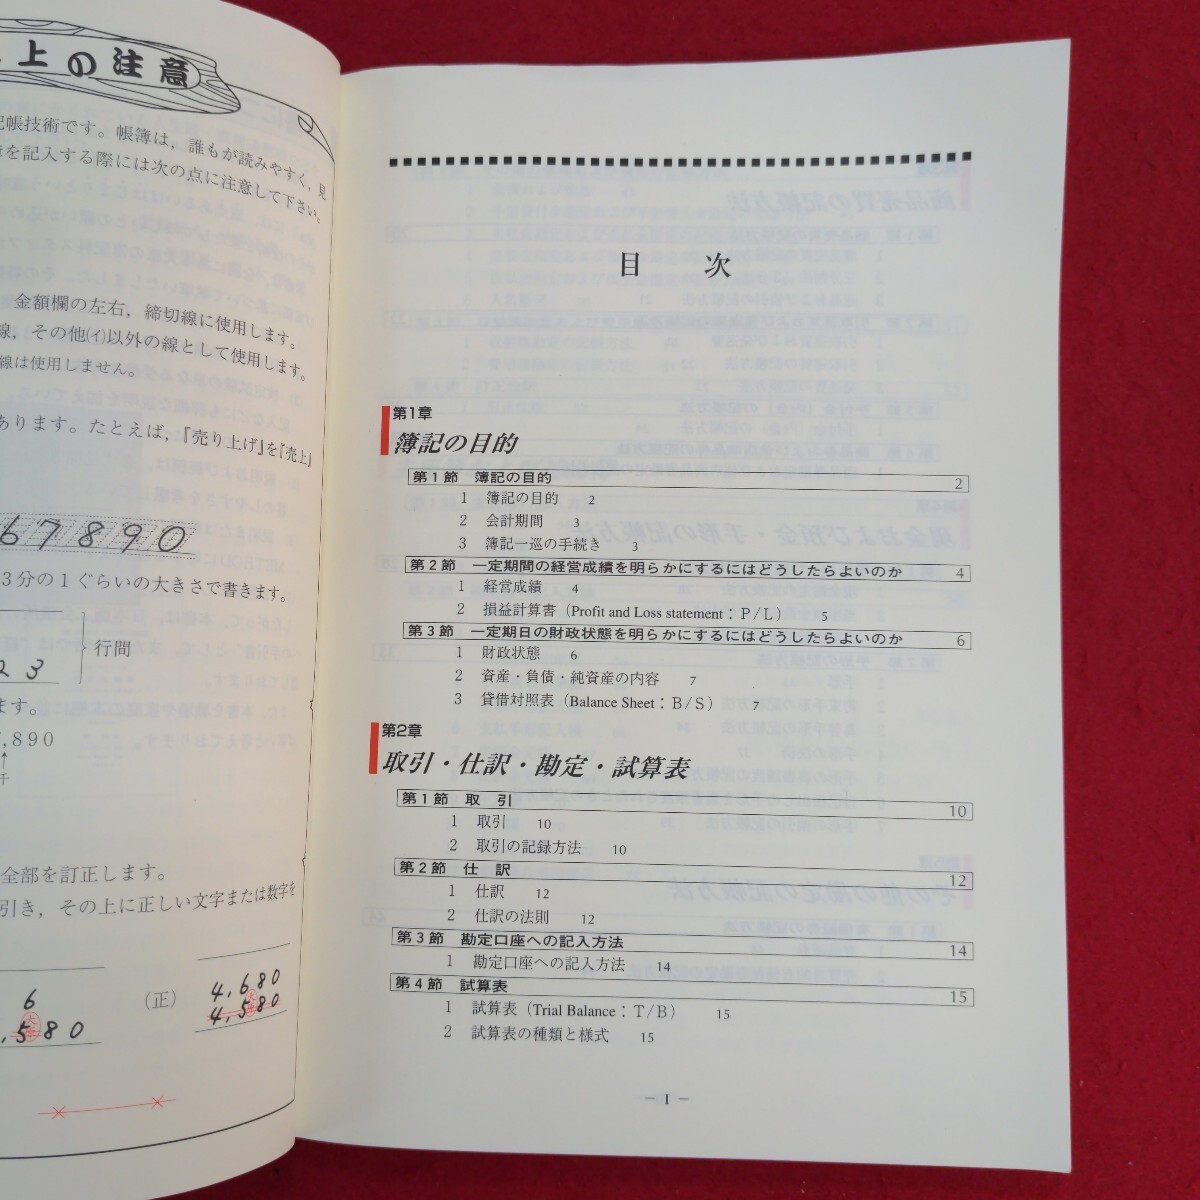 上の注意
記帳技術です。帳簿は，誰もが読みやすく，見
を記入する際には次の点に注意して下さい。
金額欄の左右，締切線に使用します。
線，その他(イ)以外の線として使用します。
線は使用しません。
あります。たとえば，『売り上げ』を『売上』
67890
3分の1ぐらいの大きさで書きます。
行間
23
ます。
,890
↑
千
全部を訂正します。
引き，その上に正しい文字または数字を
6
,580
(正)
4,680
4,580
目　次
第1章
簿記の目的
第1節　簿記の目的　2
1　簿記の目的　2
2　会計期間　3
3　簿記一巡の手続き　3
第2節　一定期間の経営成績を明らかにするにはどうしたらよいのか　4
1　経営成績　4
2　損益計算書（Profit and Loss statement：P/L）　5
第3節　一定期日の財政状態を明らかにするにはどうしたらよいのか　6
1　財政状態　6
2　資産・負債・純資産の内容　7
3　貸借対照表（Balance Sheet：B/S）　7
第2章
取引・仕訳・勘定・試算表
第1節　取　引　10
1　取引　10
2　取引の記録方法　10
第2節　仕　訳　12
1　仕訳　12
2　仕訳の法則　12
第3節　勘定口座への記入方法　14
1　勘定口座への記入方法　14
第4節　試算表　15
1　試算表（Trial Balance：T/B）　15
2　試算表の種類と様式　15
－ I －